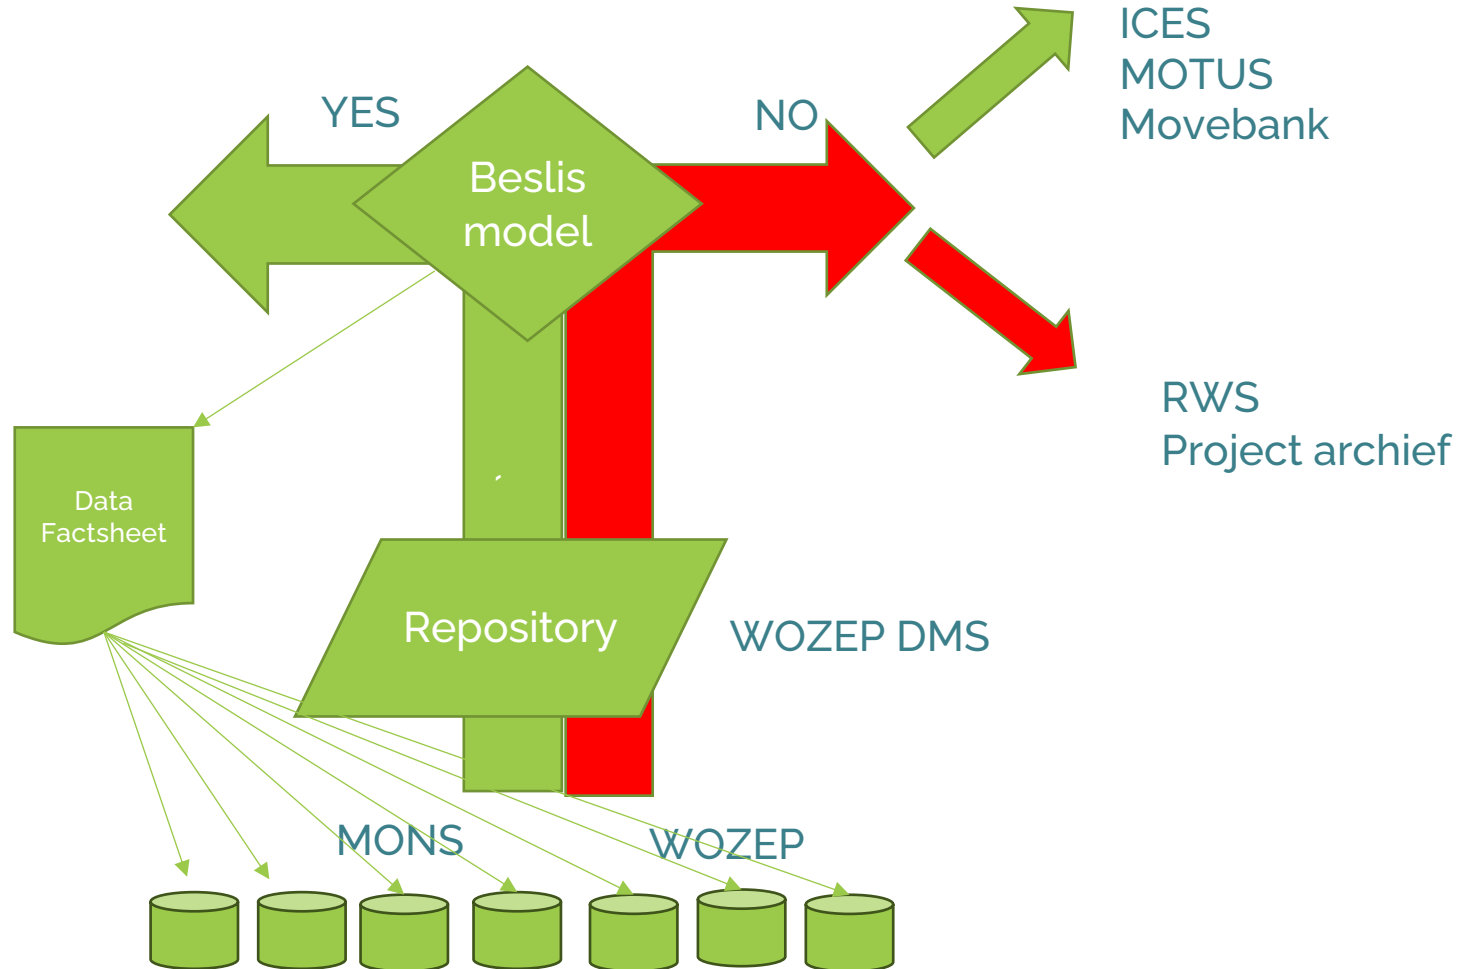 ICES
MOTUS
Movebank
YES
NO
Beslis
model
RWS
Project archief
Data
Factsheet
Repository
WOZEP DMS
MONS
WOZEP